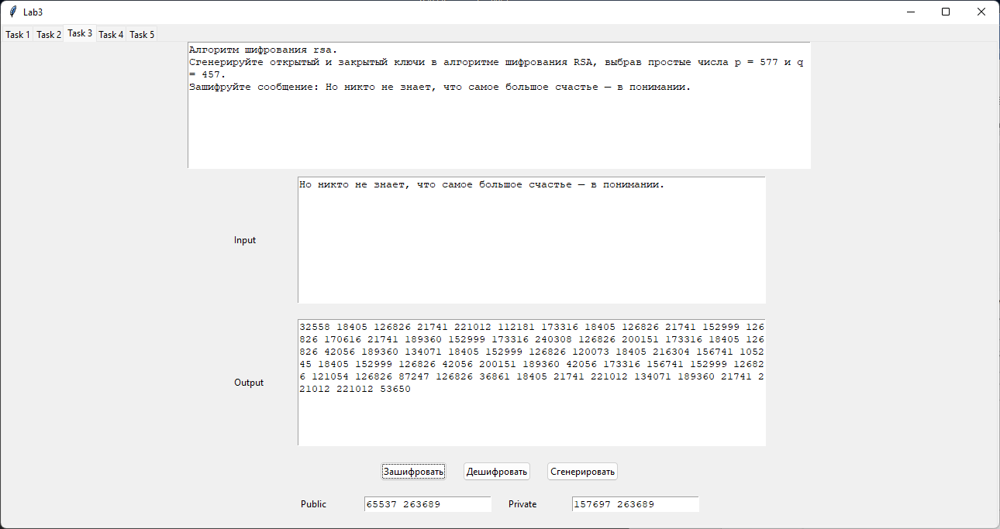 Lab3
Task 1 Task 2 Task 3 Task 4 Task 5
Алгоритм шифрования rsa.
Сгенерируйте открытый и закрытый ключи в алгоритме шифрования RSA, выбрав простые числа p = 577 и q
= 457.
Зашифруйте сообщение: Но никто не знает, что самое большое счастье — в понимании.
Input
Но никто не знает, что самое большое счастье — в понимании.
Output
32558 18405 126826 21741 221012 112181 173316 18405 126826 21741 152999 126
826 170616 21741 189360 152999 173316 240308 126826 200151 173316 18405 126
826 42056 189360 134071 18405 152999 126826 120073 18405 216304 156741 1052
45 18405 152999 126826 42056 200151 189360 42056 173316 156741 152999 12682
6 121054 126826 87247 126826 36861 18405 21741 221012 134071 189360 21741 2
21012 221012 53650
Зашифровать Дешифровать Сгенерировать
Public 65537 263689 Private 157697 263689